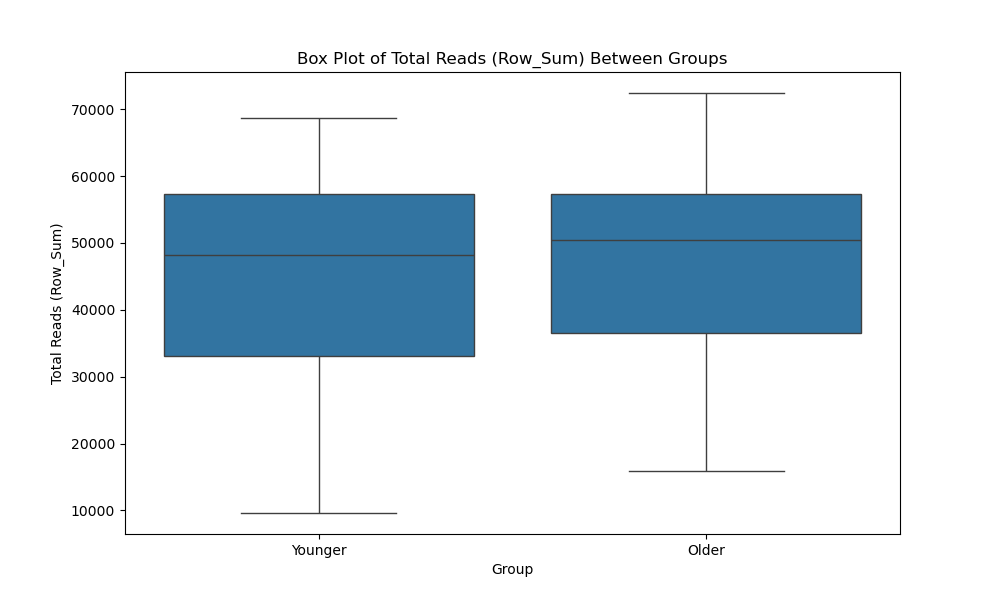 Box Plot of Total Reads (Row_Sum) Between Groups
Total Reads (Row_Sum)
70000
60000
50000
40000
30000
20000
10000
Younger
Older
Group